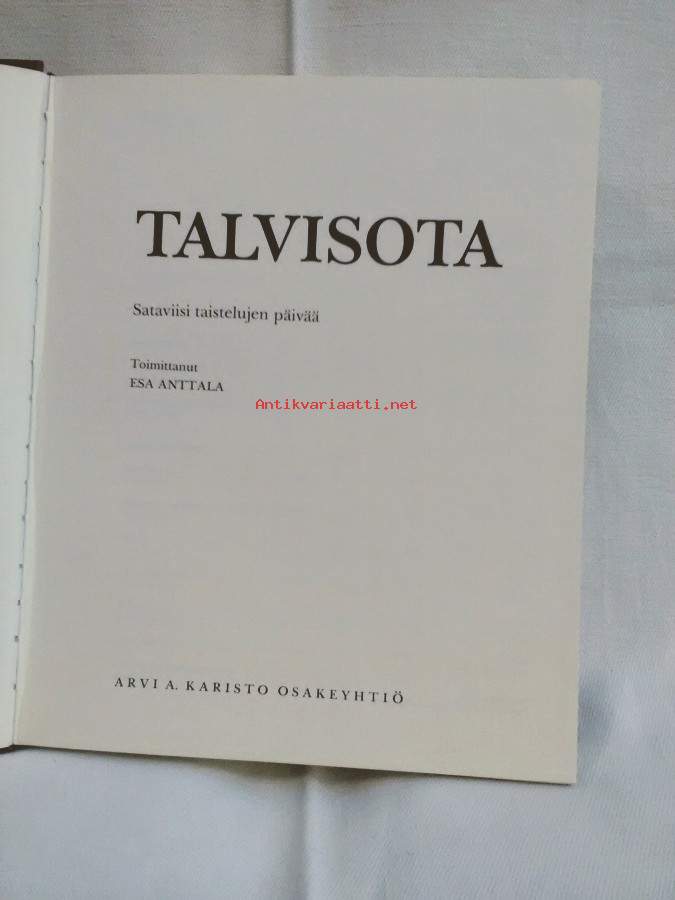 TALVISOTA
Sataviisi taistelujen päivää
Toimittanut
ESA ANTTALA
Antikvariaatti.net
ARVI A. KARISTO OSAKEYHTIÖ